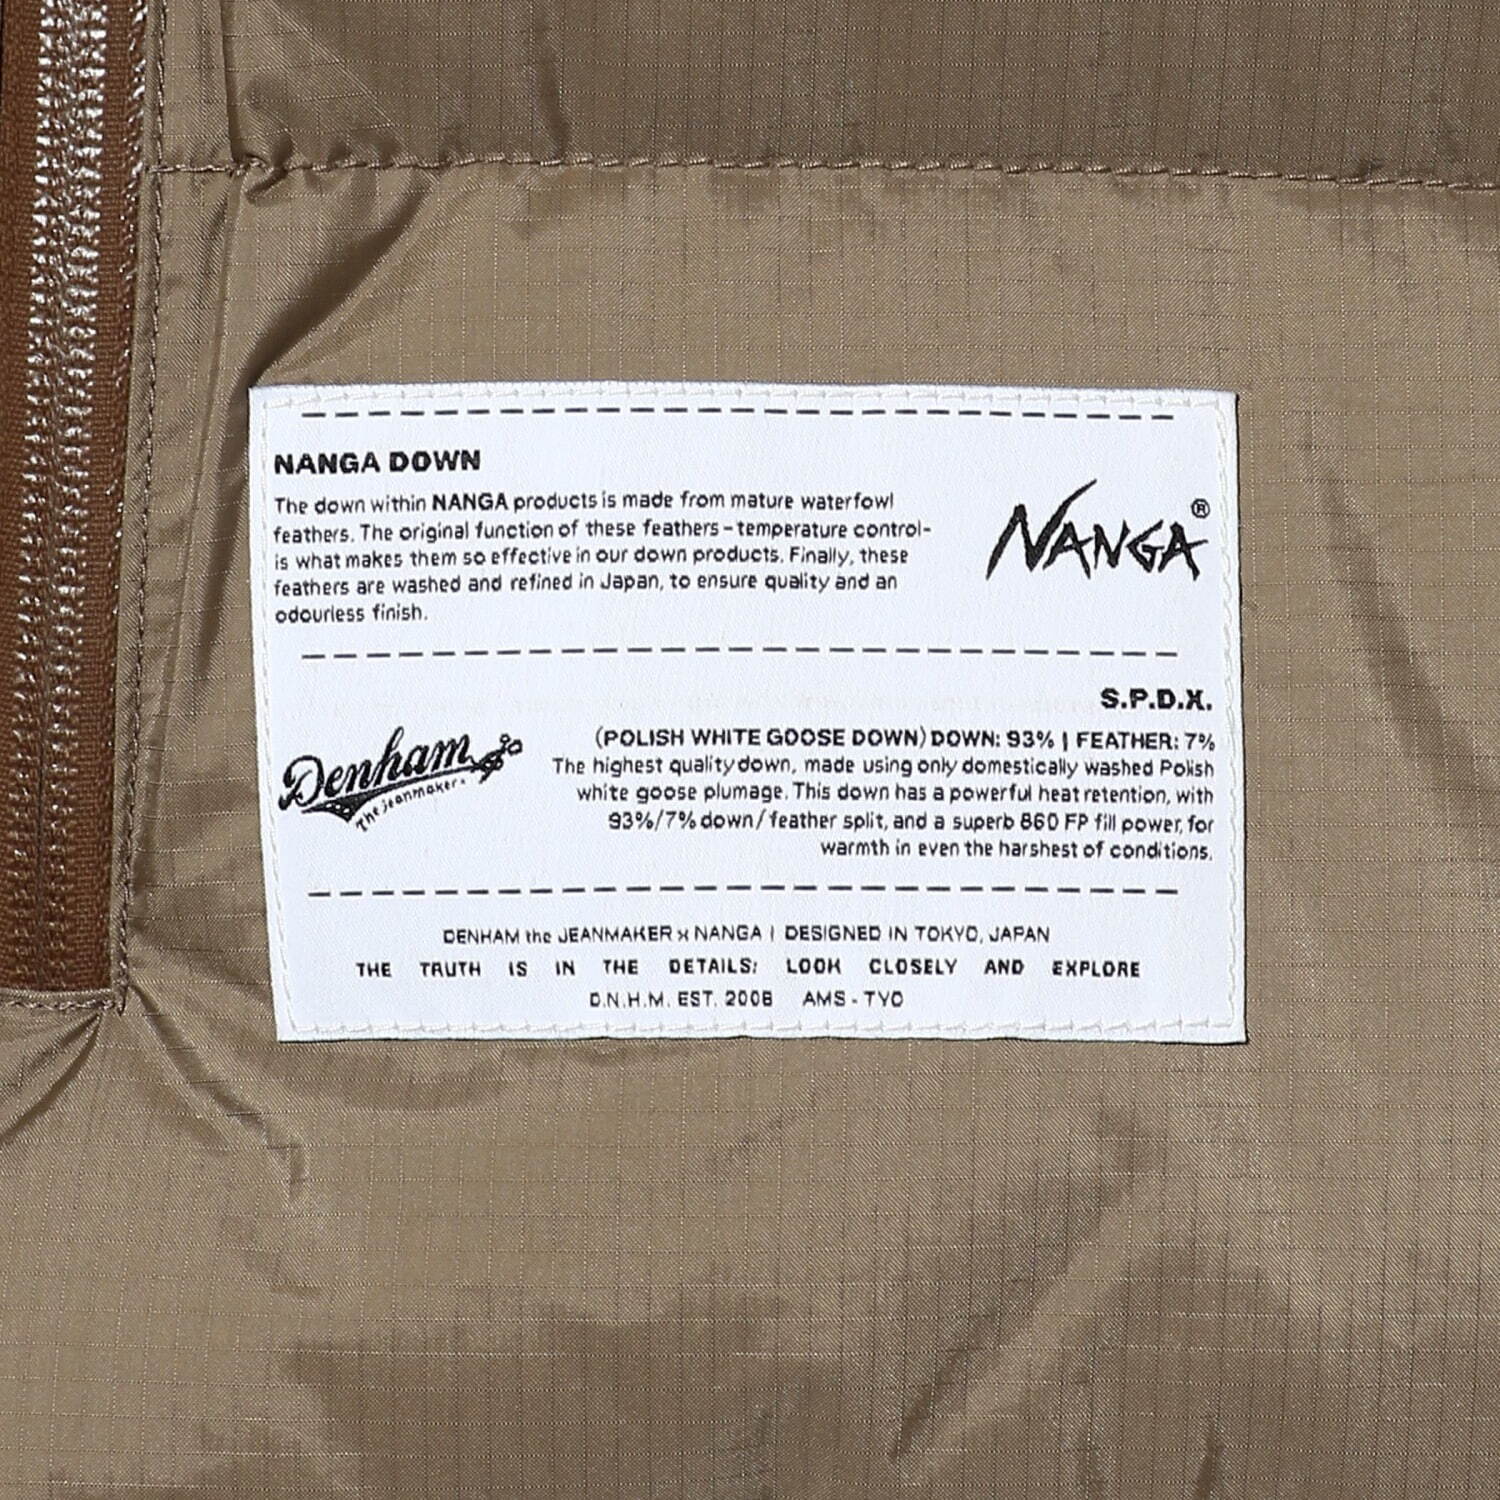 NANGA DOWN
The down within NANGA products is made from mature waterfowl
feathers. The original function of these feathers - temperature control-
is what makes them so effective in our down products. Finally, these
feathers are washed and refined in Japan, to ensure quality and an
odourless finish.
NANGA®
S.P.D.X.
(POLISH WHITE GOOSE DOWN) DOWN: 93% | FEATHER: 7%
The highest quality down, made using only domestically washed Polish
white goose plumage. This down has a powerful heat retention, with
93%/7% down/feather split, and a superb 860 FP fill power, for
warmth in even the harshest of conditions.
Denham
The Jeanmaker
DENHAM the JEANMAKER x NANGA | DESIGNED IN TOKYO, JAPAN
THE TRUTH IS IN THE DETAILS: LOOK CLOSELY AND EXPLORE
D.N.H.M. EST. 2008 AMS - TYO